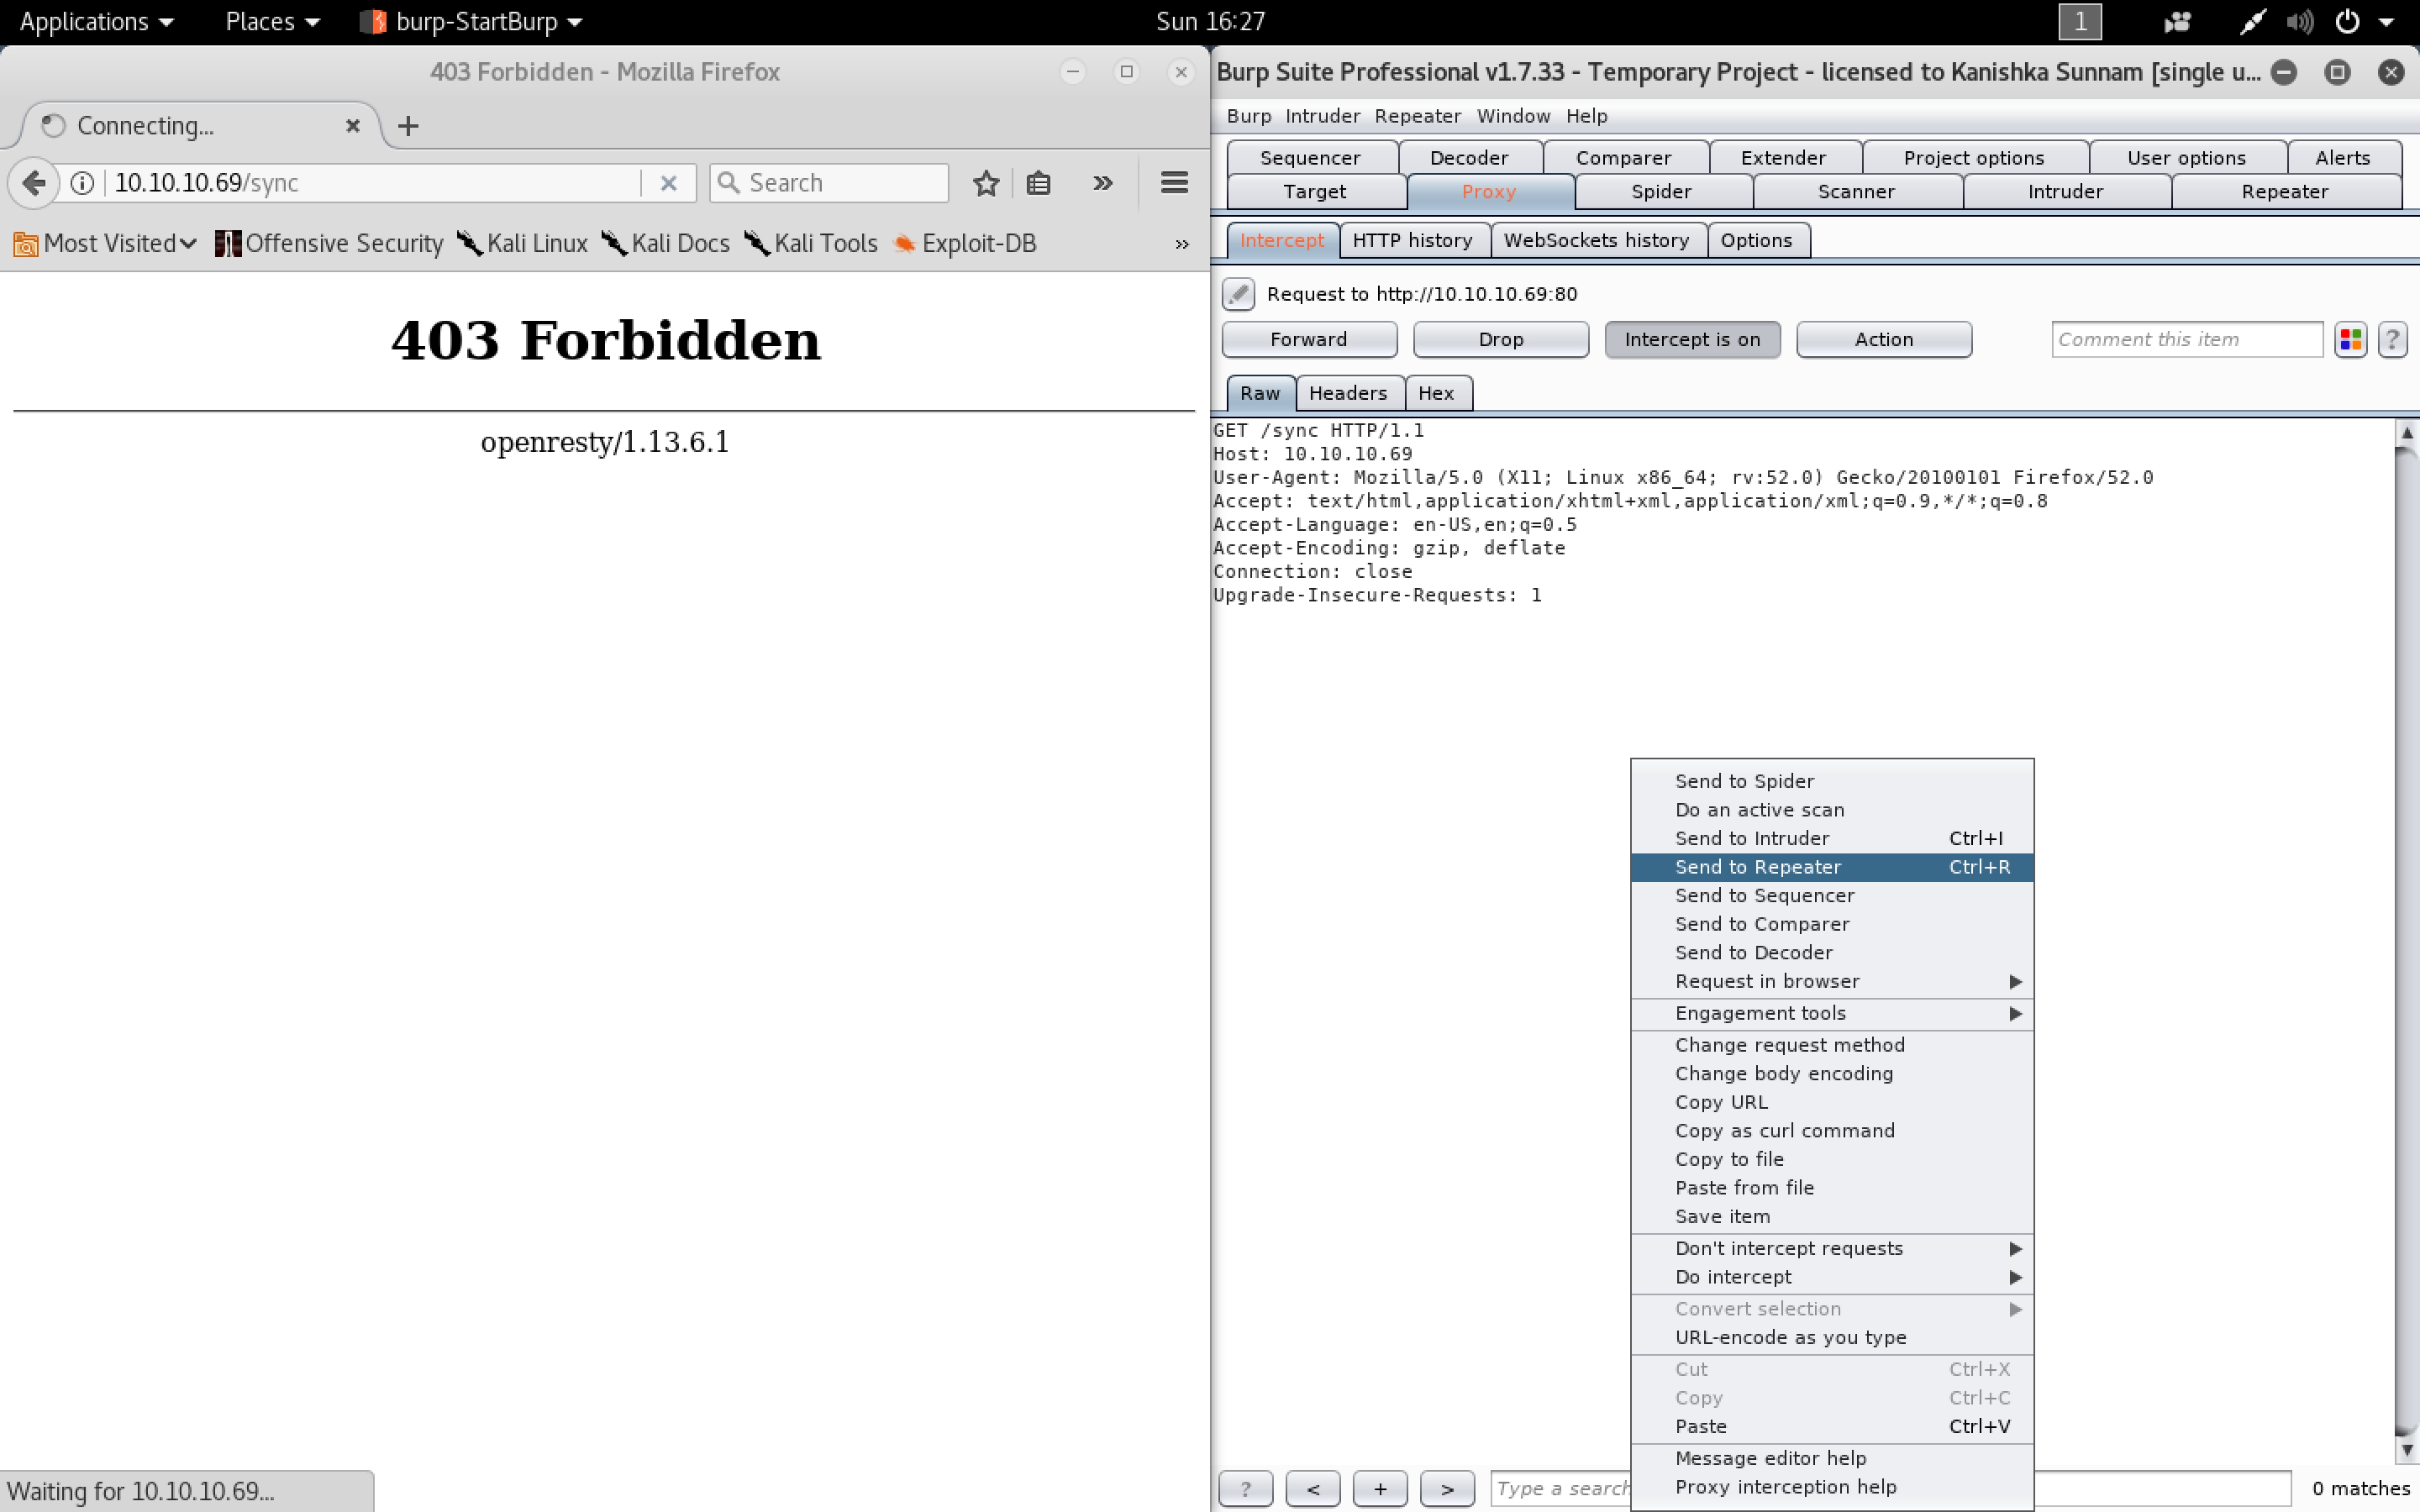 Applications Places burp-StartBurp Sun 16:27 1
403 Forbidden - Mozilla Firefox
Connecting...
10.10.10.69/sync Search
Most Visited Offensive Security Kali Linux Kali Docs Kali Tools Exploit-DB »
403 Forbidden
openresty/1.13.6.1
Waiting for 10.10.10.69...
Burp Suite Professional v1.7.33 - Temporary Project - licensed to Kanishka Sunnam [single u...
Burp Intruder Repeater Window Help
Sequencer Decoder Comparer Extender Project options User options Alerts
Target Proxy Spider Scanner Intruder Repeater
Intercept HTTP history WebSockets history Options
Request to http://10.10.10.69:80
Forward Drop Intercept is on Action Comment this item ?
Raw Headers Hex
GET /sync HTTP/1.1
Host: 10.10.10.69
User-Agent: Mozilla/5.0 (X11; Linux x86_64; rv:52.0) Gecko/20100101 Firefox/52.0
Accept: text/html,application/xhtml+xml,application/xml;q=0.9,*/*;q=0.8
Accept-Language: en-US,en;q=0.5
Accept-Encoding: gzip, deflate
Connection: close
Upgrade-Insecure-Requests: 1
Send to Spider
Do an active scan
Send to Intruder Ctrl+I
Send to Repeater Ctrl+R
Send to Sequencer
Send to Comparer
Send to Decoder
Request in browser
Engagement tools
Change request method
Change body encoding
Copy URL
Copy as curl command
Copy to file
Paste from file
Save item
Don't intercept requests
Do intercept
Convert selection
URL-encode as you type
Cut Ctrl+X
Copy Ctrl+C
Paste Ctrl+V
Message editor help
Proxy interception help
? < + > Type a search 0 matches